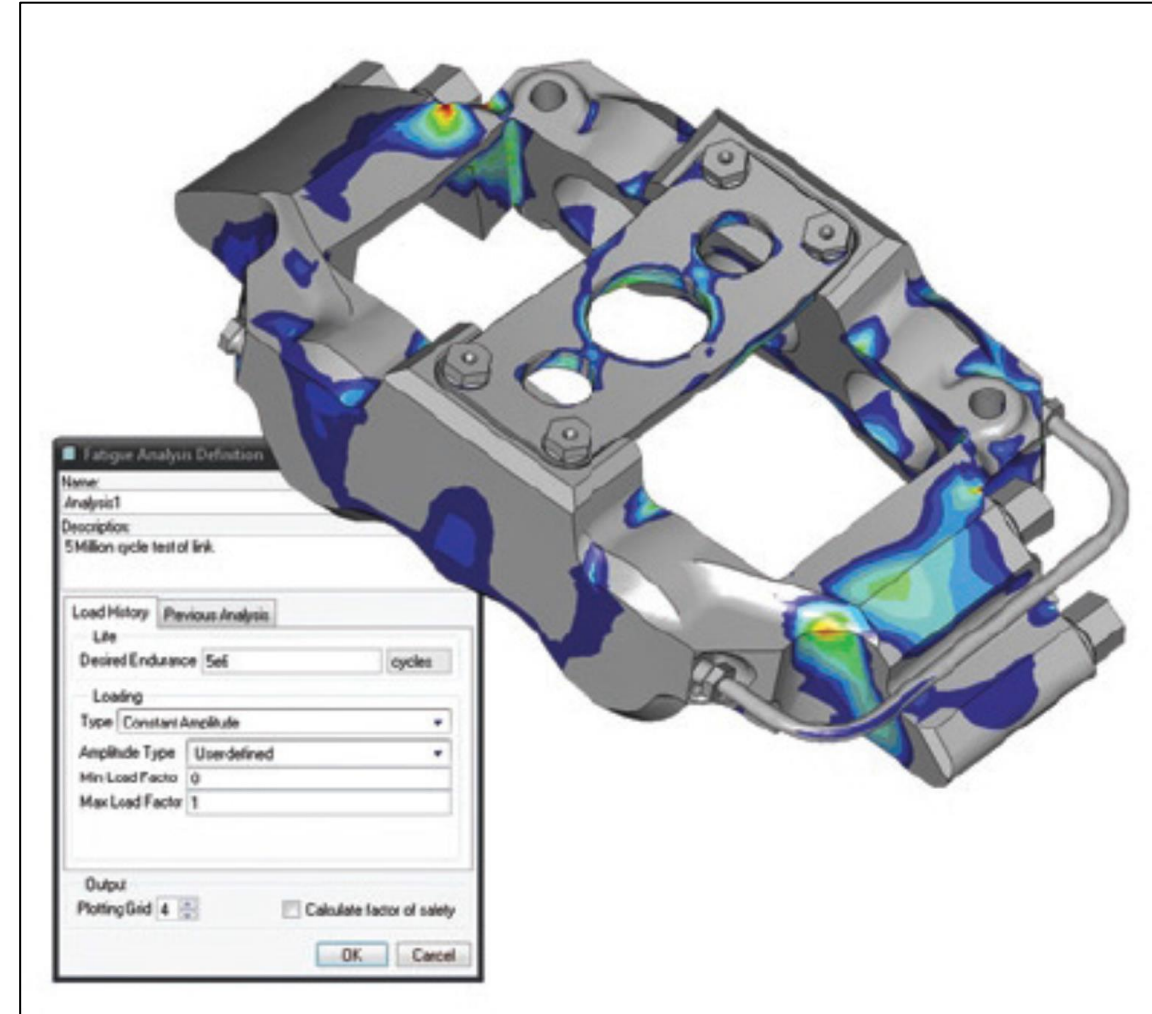 Fatigue Analysis Definition
Name:
Analysis1
Description:
5 Million cycle test of link.
Load History Previous Analysis
Life
Desired Endurance 5e6 cycles
Loading
Type Constant Amplitude
Amplitude Type Userdefined
Min Load Factor 0
Max Load Factor 1
Output
Plotting Grid 4 Calculate factor of safety
OK Cancel